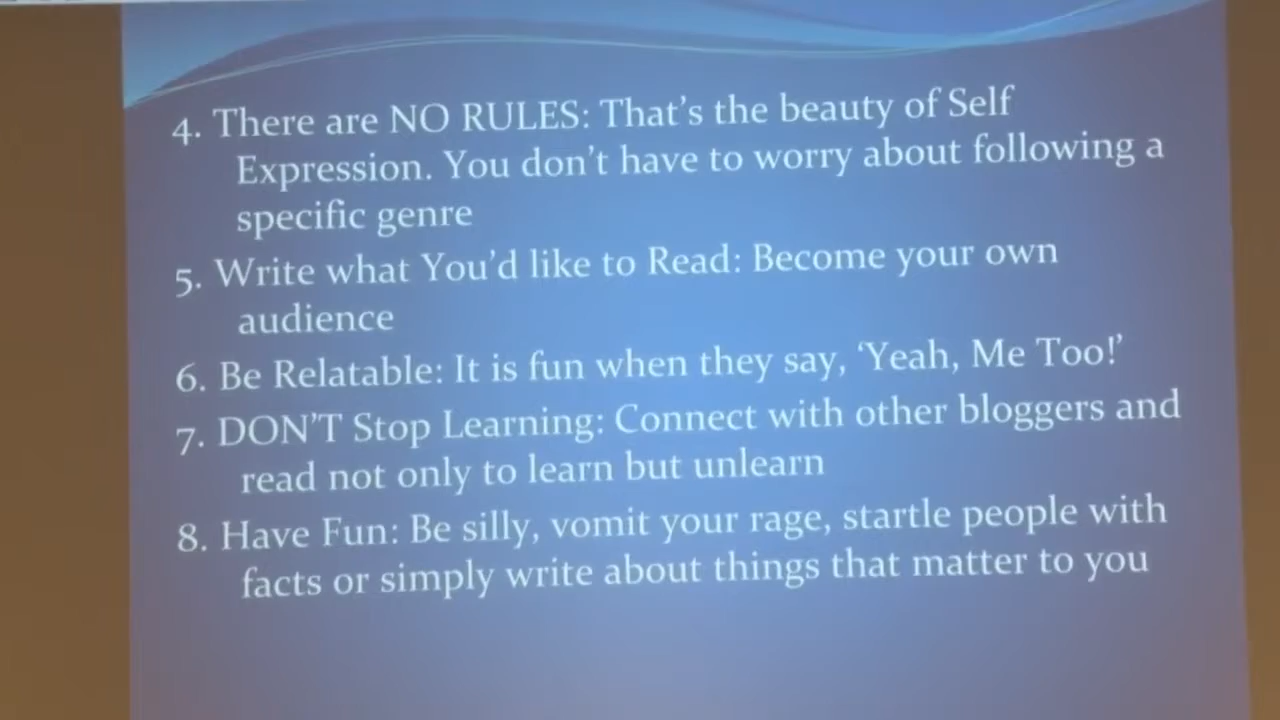 4. There are NO RULES: That's the beauty of Self
Expression. You don't have to worry about following a
specific genre
5. Write what You'd like to Read: Become your own
audience
6. Be Relatable: It is fun when they say, ‘Yeah, Me Too!’
7. DON'T Stop Learning: Connect with other bloggers and
read not only to learn but unlearn
8. Have Fun: Be silly, vomit your rage, startle people with
facts or simply write about things that matter to you